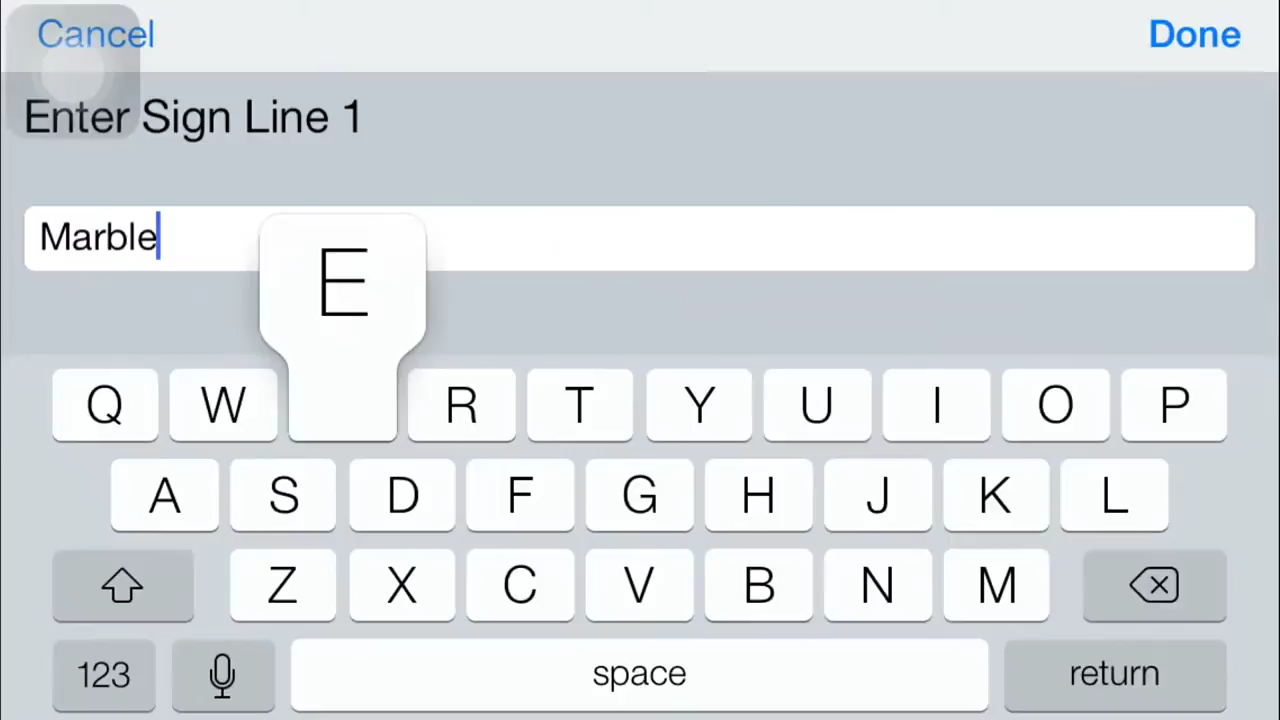 Cancel Done
Enter Sign Line 1
Marble
E
Q W R T Y U I O P
A S D F G H J K L
Z X C V B N M
123 space return